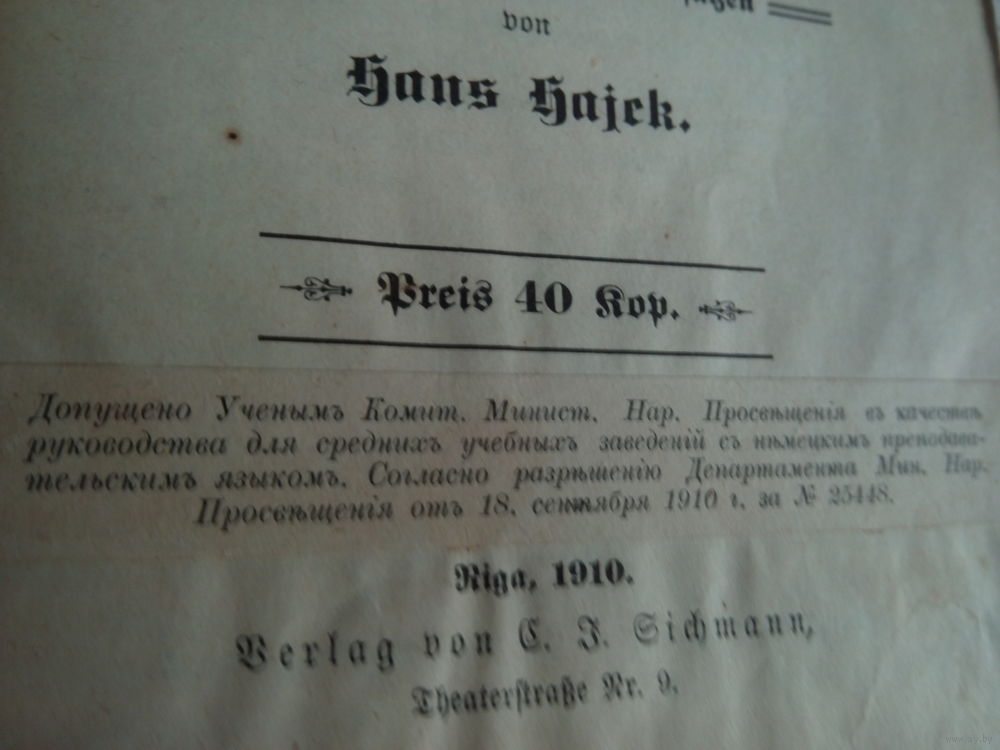 von
Hans Hajek.
Preis 40 Kop.
Допущено Ученымъ Комит. Минист. Нар. Просвѣщенія въ качествѣ
руководства для среднихъ учебныхъ заведеній съ нѣмецкимъ преподава-
тельскимъ языкомъ. Согласно разрѣшенію Департамента Мин. Нар.
Просвѣщенія отъ 18. сентября 1910 г. за № 25448.
Riga, 1910.
Verlag von C. J. Sichmann,
Theaterstraße Nr. 9.